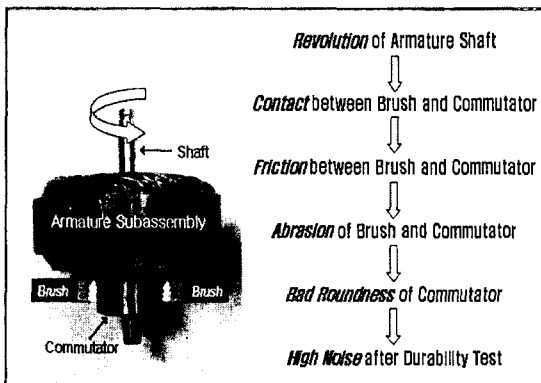 Shaft
Armature Subassembly
Brush
Brush
Commutator
Revolution of Armature Shaft
Contact between Brush and Commutator
Friction between Brush and Commutator
Abrasion of Brush and Commutator
Bad Roundness of Commutator
High Noise after Durability Test